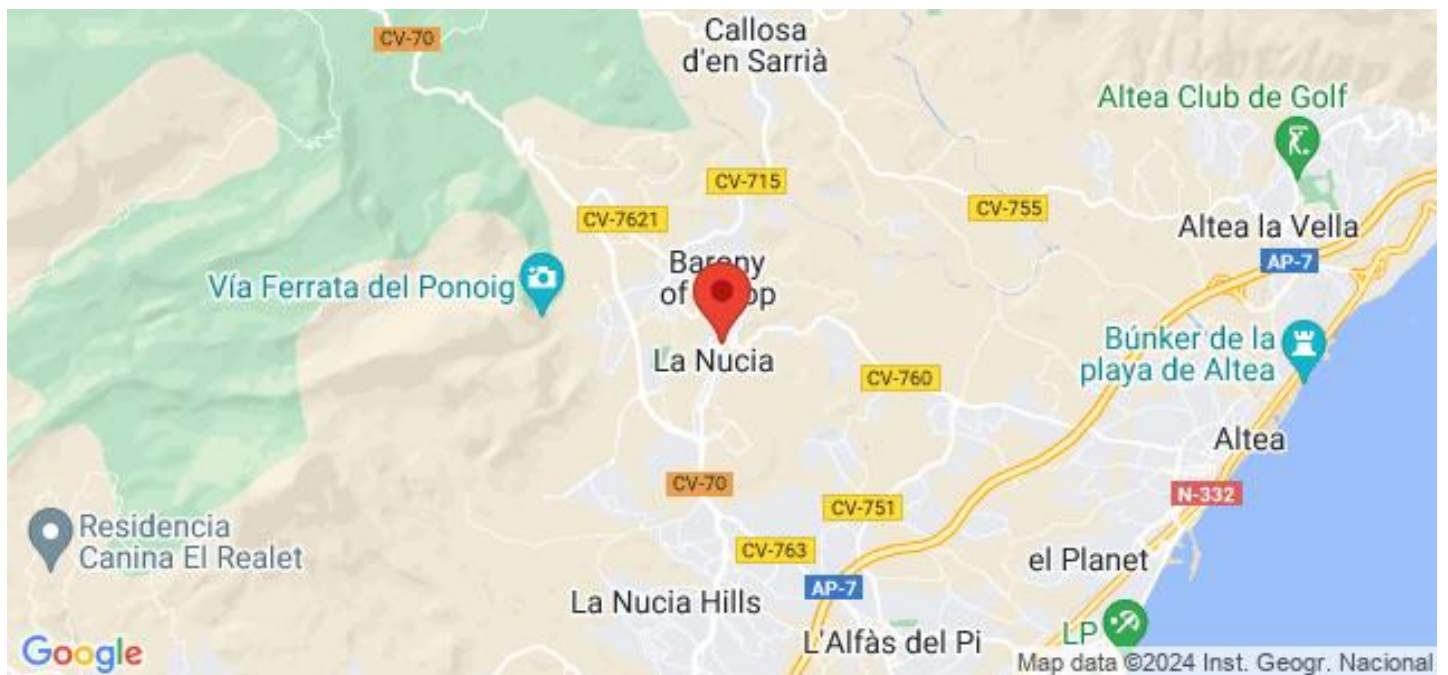 CV-70
Callosa
d'en Sarrià
Altea Club de Golf
CV-715
CV-755
CV-7621
Altea la Vella
AP-7
Barony
of
Vía Ferrata del Ponoig
La Nucia
Búnker de la
playa de Altea
CV-760
Altea
CV-70
N-332
CV-751
Residencia
Canina El Realet
CV-763
el Planet
AP-7
La Nucia Hills
LP
L'Alfàs del Pi
Google
Map data ©2024 Inst. Geogr. Nacional